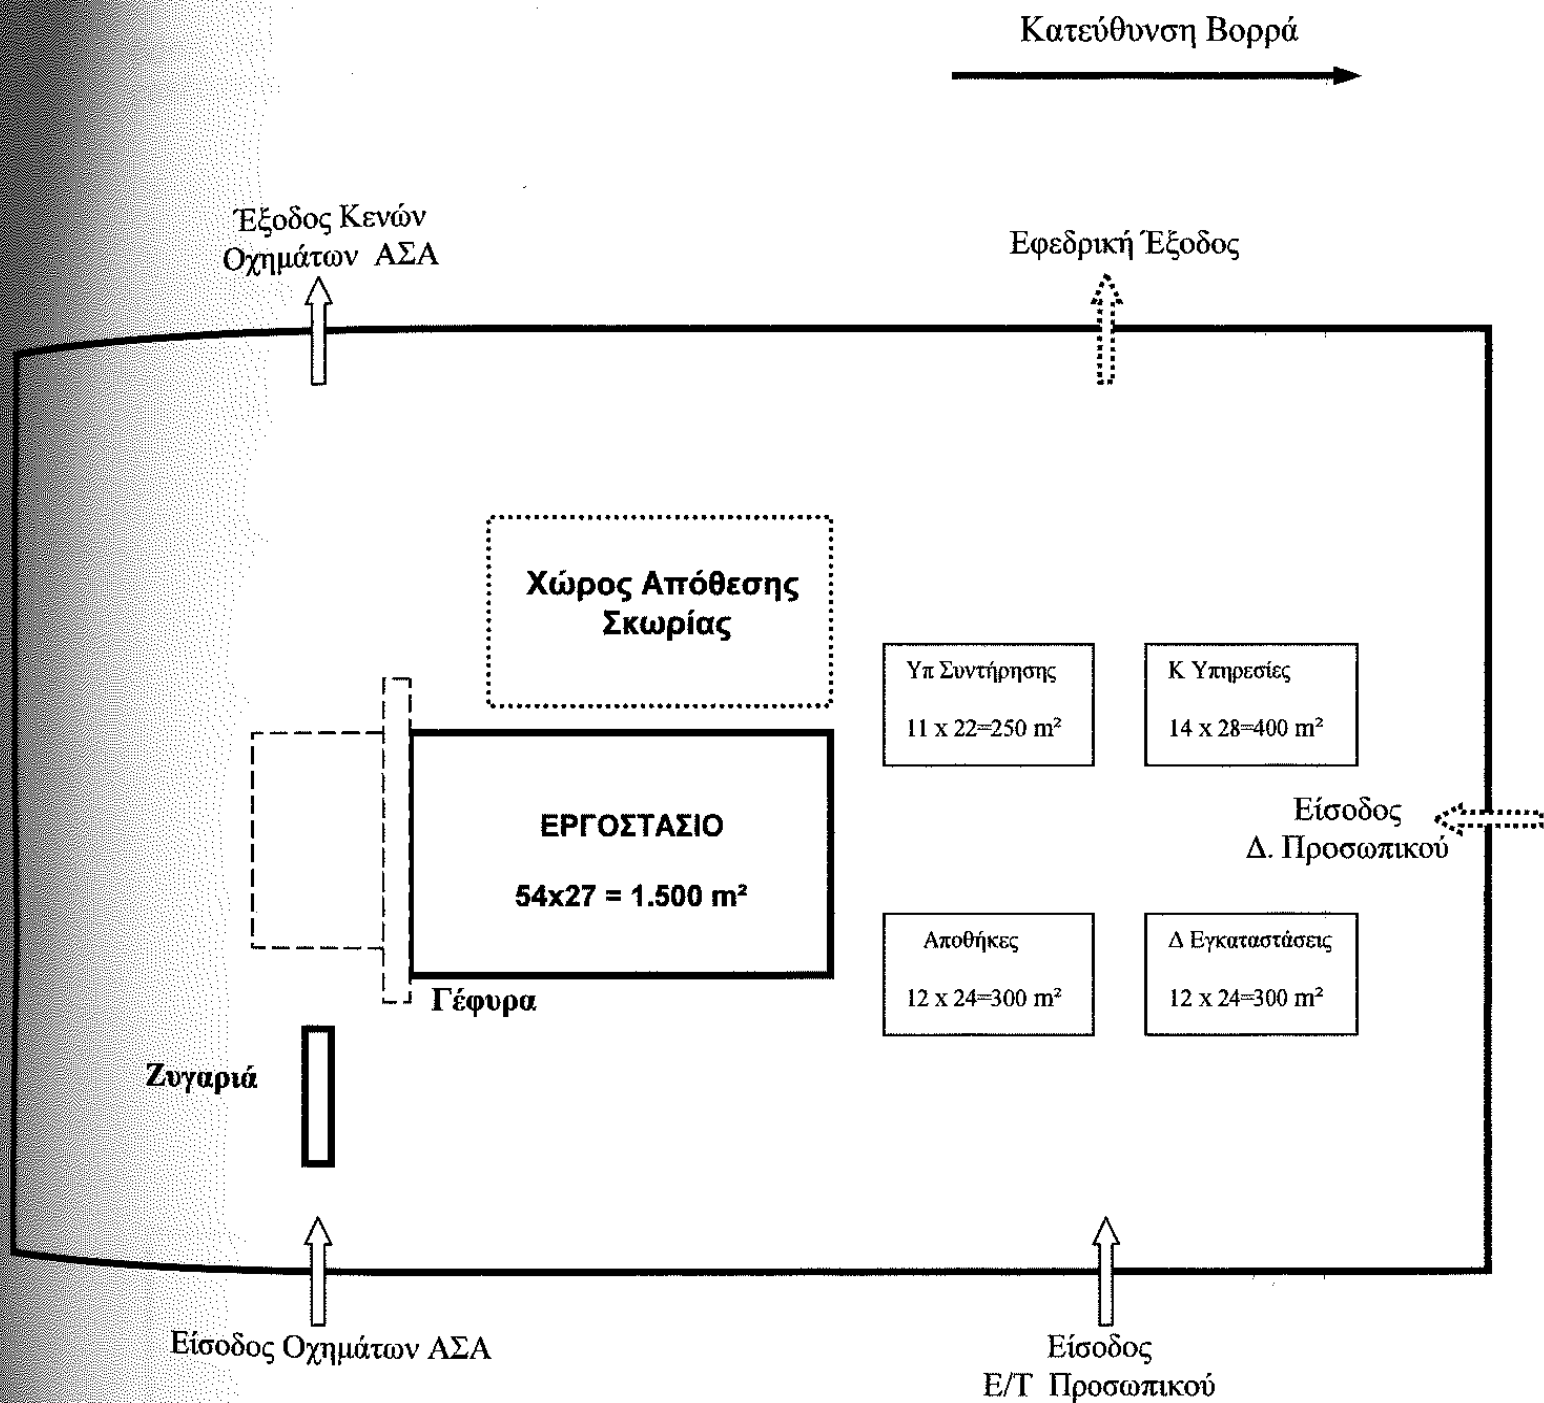 Κατεύθυνση Βορρά
Έξοδος Κενών
Οχημάτων ΑΣΑ
Εφεδρική Έξοδος
Χώρος Απόθεσης
Σκωρίας
Υπ Συντήρησης
11 x 22=250 m²
Κ Υπηρεσίες
14 x 28=400 m²
ΕΡΓΟΣΤΑΣΙΟ
54x27 = 1.500 m²
Είσοδος
Δ. Προσωπικού
Αποθήκες
12 x 24=300 m²
Δ Εγκαταστάσεις
12 x 24=300 m²
Γέφυρα
Ζυγαριά
Είσοδος Οχημάτων ΑΣΑ
Είσοδος
Ε/Τ Προσωπικού